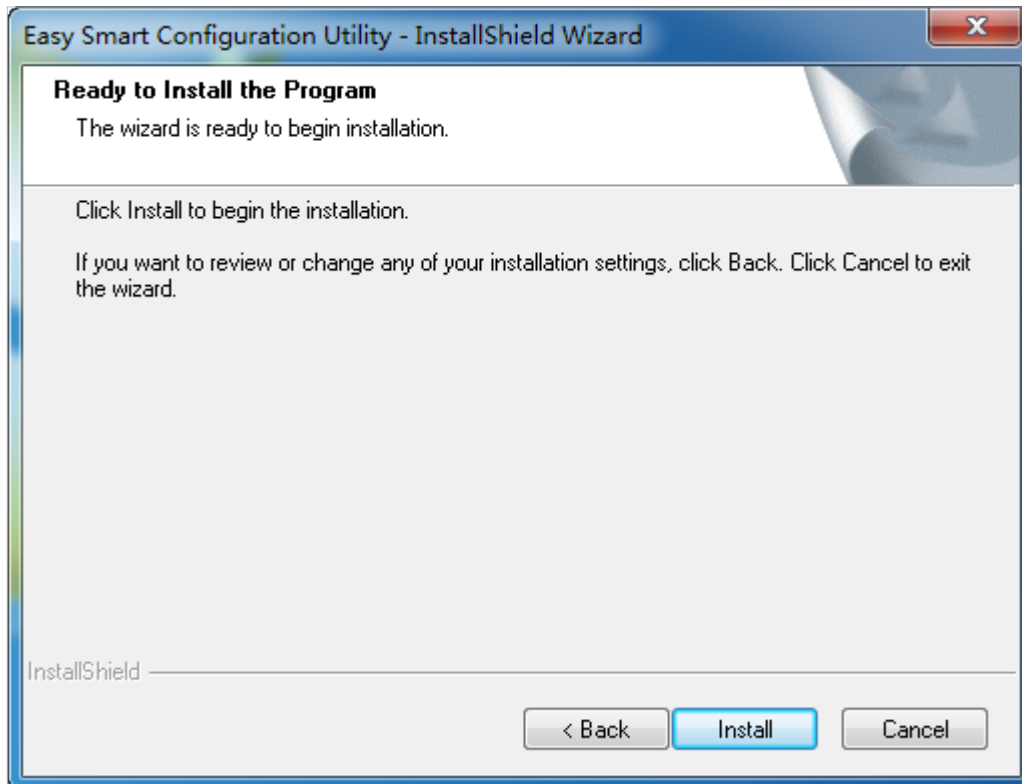 Easy Smart Configuration Utility - InstallShield Wizard
X
Ready to Install the Program
The wizard is ready to begin installation.
Click Install to begin the installation.
If you want to review or change any of your installation settings, click Back. Click Cancel to exit
the wizard.
InstallShield
< Back
Install
Cancel